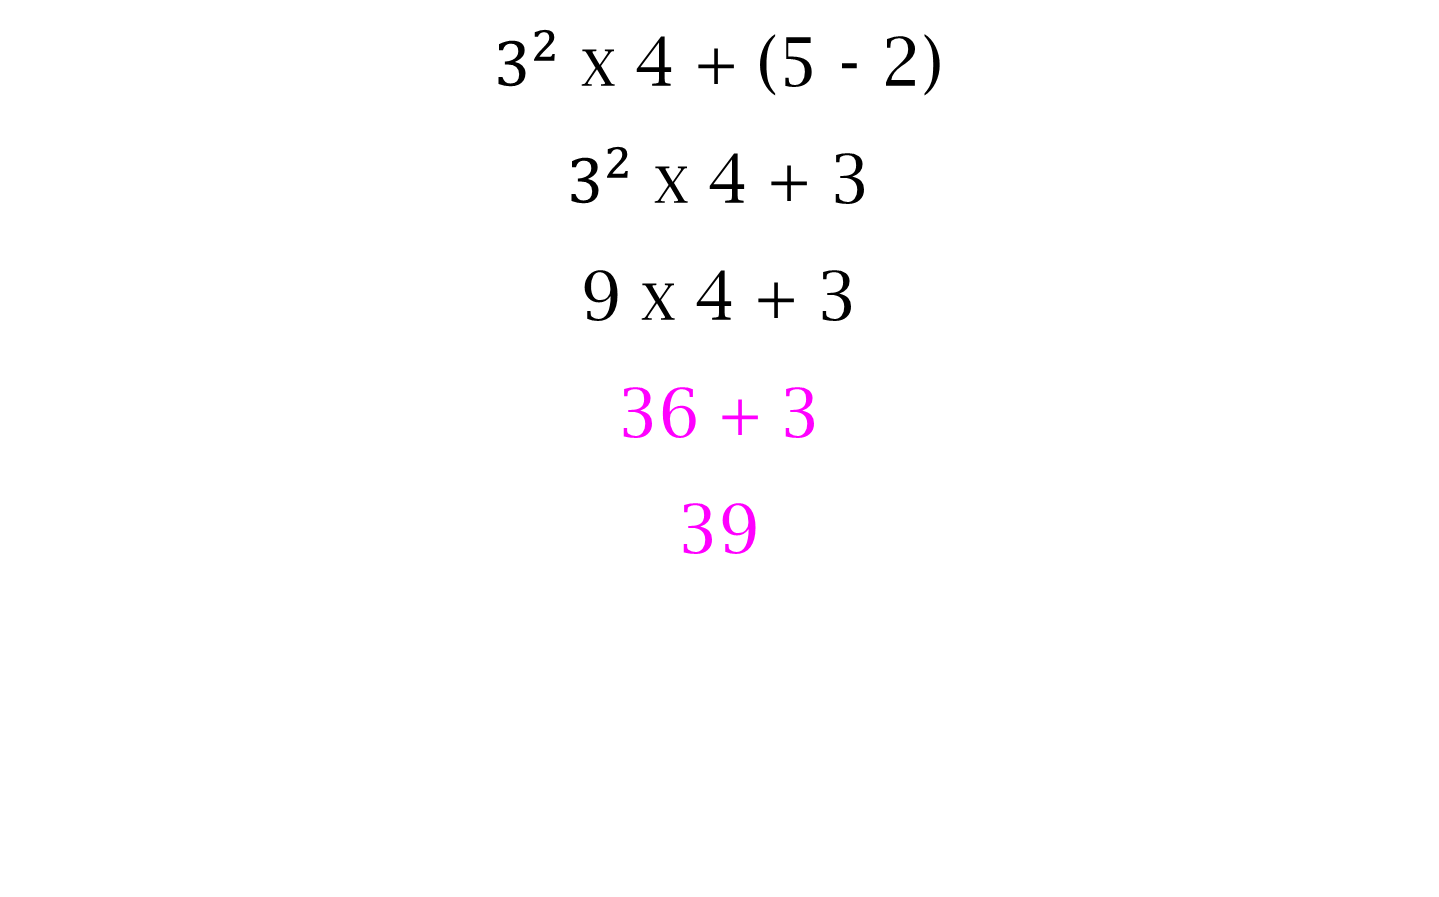 3² x 4 + (5 - 2)
3² x 4 + 3
9 x 4 + 3
36 + 3
39